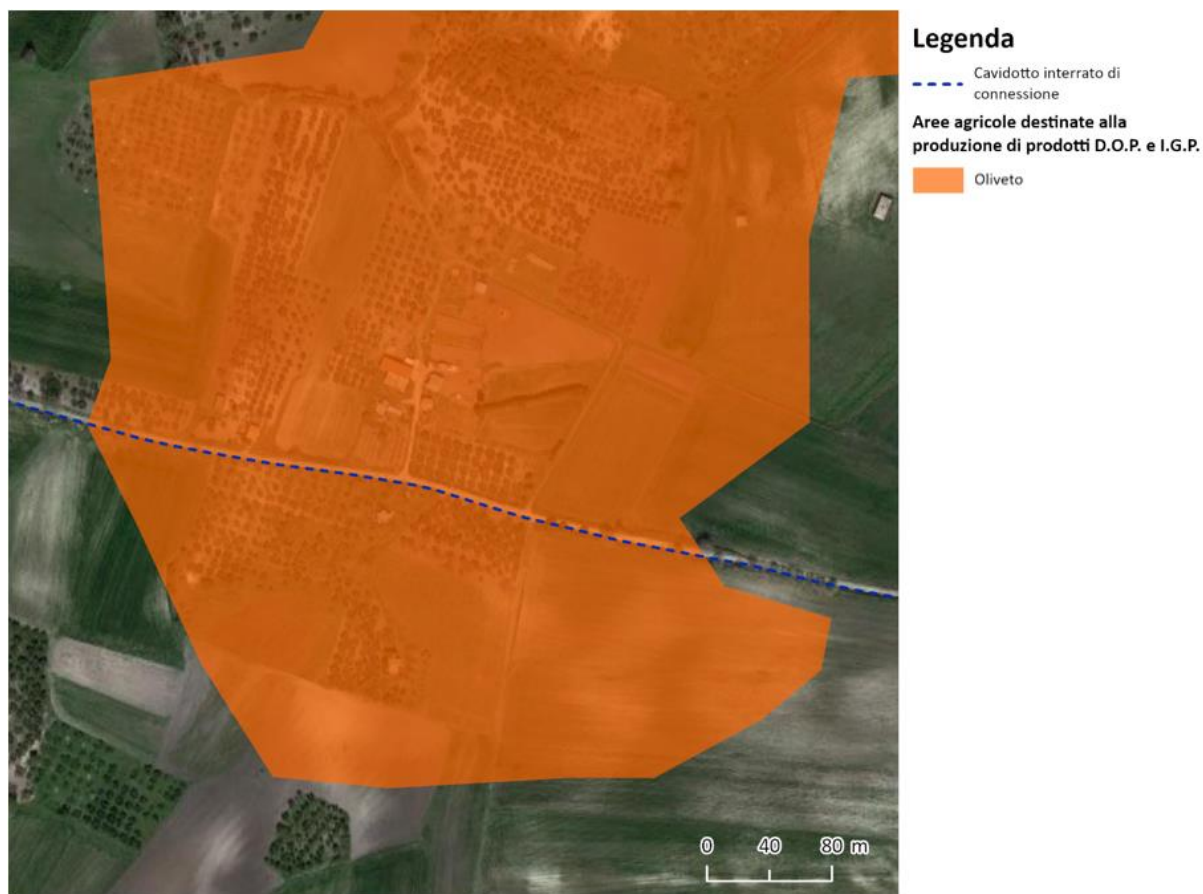 Legenda
Cavidotto interrato di
connessione
Aree agricole destinate alla
produzione di prodotti D.O.P. e I.G.P.
Oliveto
0 40 80 m